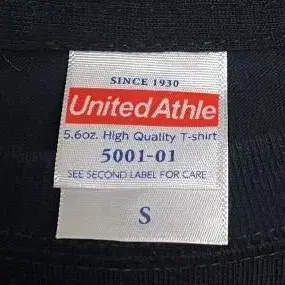 SINCE 1930
United Athle
5.6oz. High Quality T-shirt
5001-01
SEE SECOND LABEL FOR CARE
S